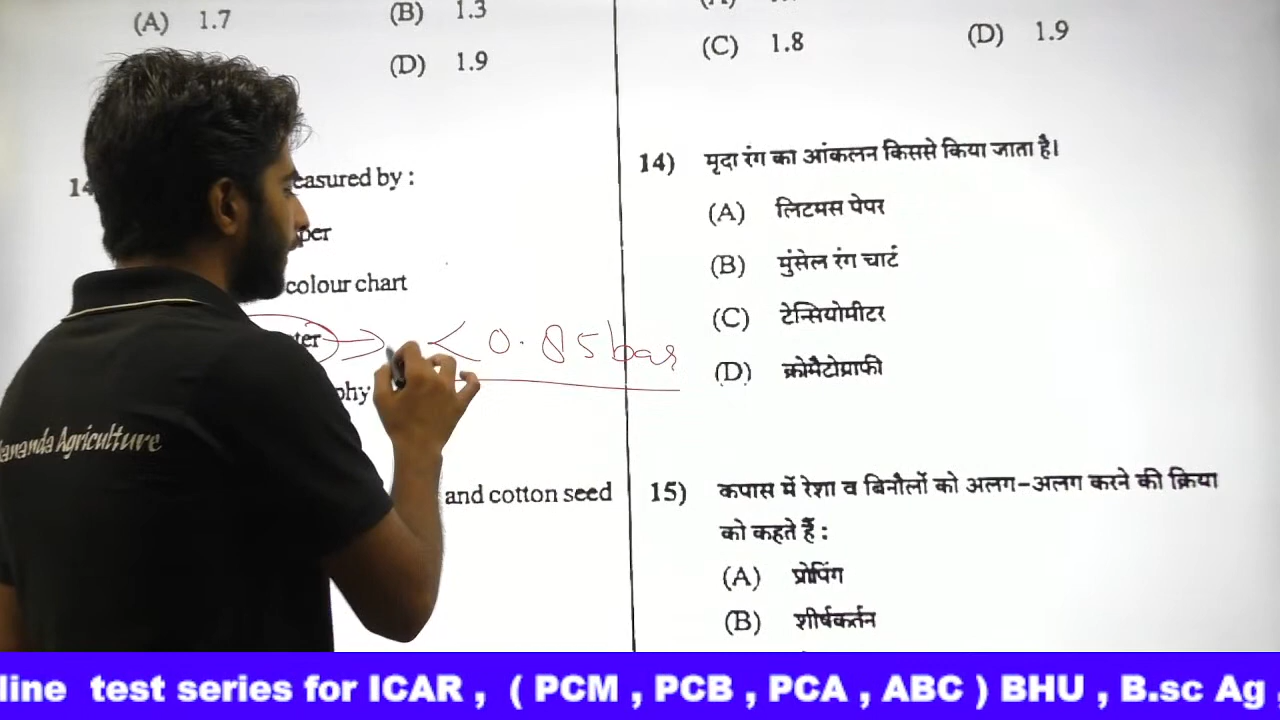 (A) 1.7
(B) 1.3
(D) 1.9
(C) 1.8
(D) 1.9
easured by :
per
colour chart
ter → < 0.85 bar
phy
and cotton seed
14) मृदा रंग का आंकलन किससे किया जाता है।
(A) लिटमस पेपर
(B) मुंसेल रंग चार्ट
(C) टेन्सियोमीटर
(D) क्रोमैटोग्राफी
15) कपास में रेशा व बिनौलों को अलग-अलग करने की क्रिया
को कहते हैं :
(A) प्रोपिंग
(B) शीर्षकर्तन
ananda Agriculture
line test series for ICAR , ( PCM , PCB , PCA , ABC ) BHU , B.sc Ag ,